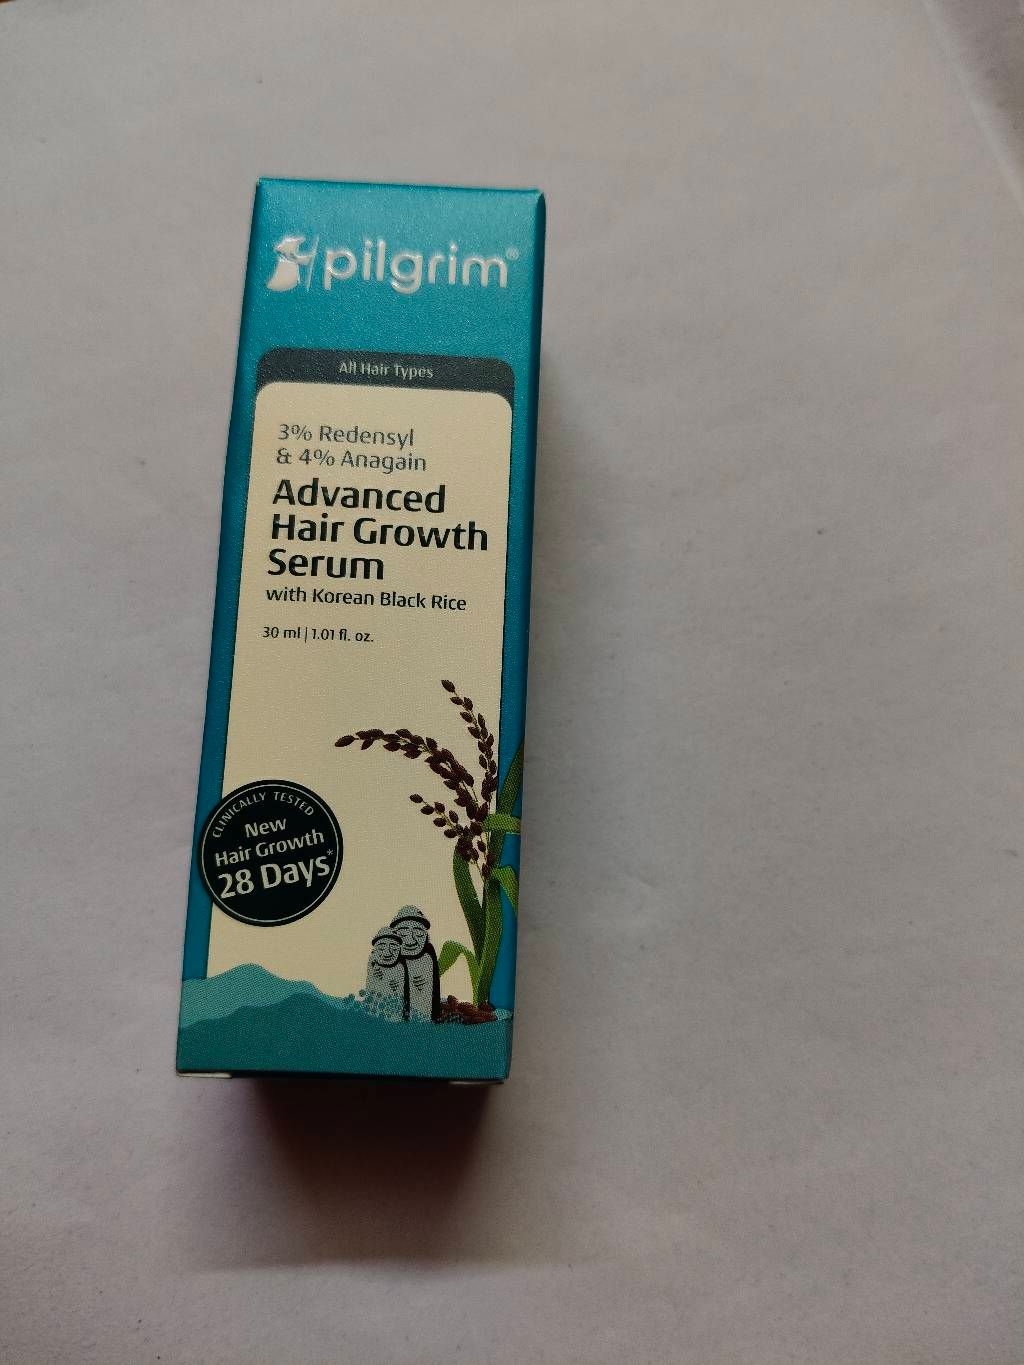 pilgrim®
All Hair Types
3% Redensyl
& 4% Anagain
Advanced
Hair Growth
Serum
with Korean Black Rice
30 ml | 1.01 fl. oz.
CLINICALLY TESTED
New
Hair Growth
28 Days*